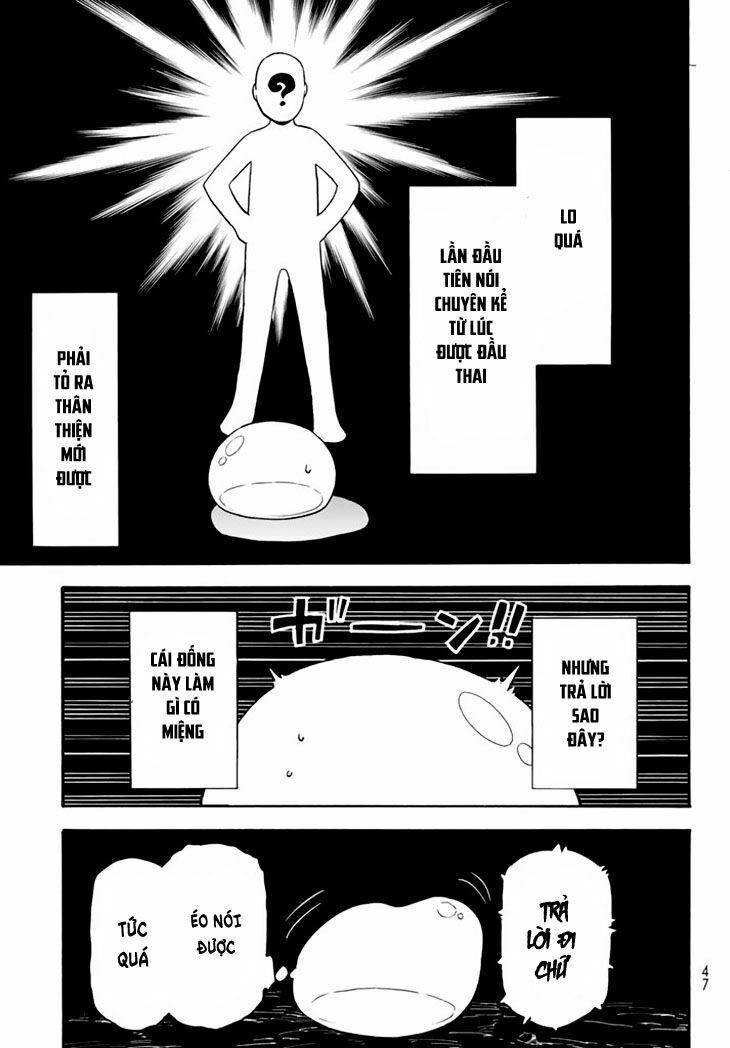 LO
QUÁ
LẦN ĐẦU
TIÊN NÓI
CHUYÊN KỂ
TỪ LÚC
ĐƯỢC ĐẦU
THAI
PHẢI
TỎ RA
THÂN
THIỆN MỚI
ĐƯỢC
?
NHƯNG
TRẢ LỜI
SAO
ĐÂY?
ガーン!!
CÁI ĐỐNG
NÀY LÀM
GÌ CÓ
MIỆNG
TRẢ
LỜI ĐI
CHỨ
ÉO NÓI
ĐƯỢC
TỨC
QUÁ
47